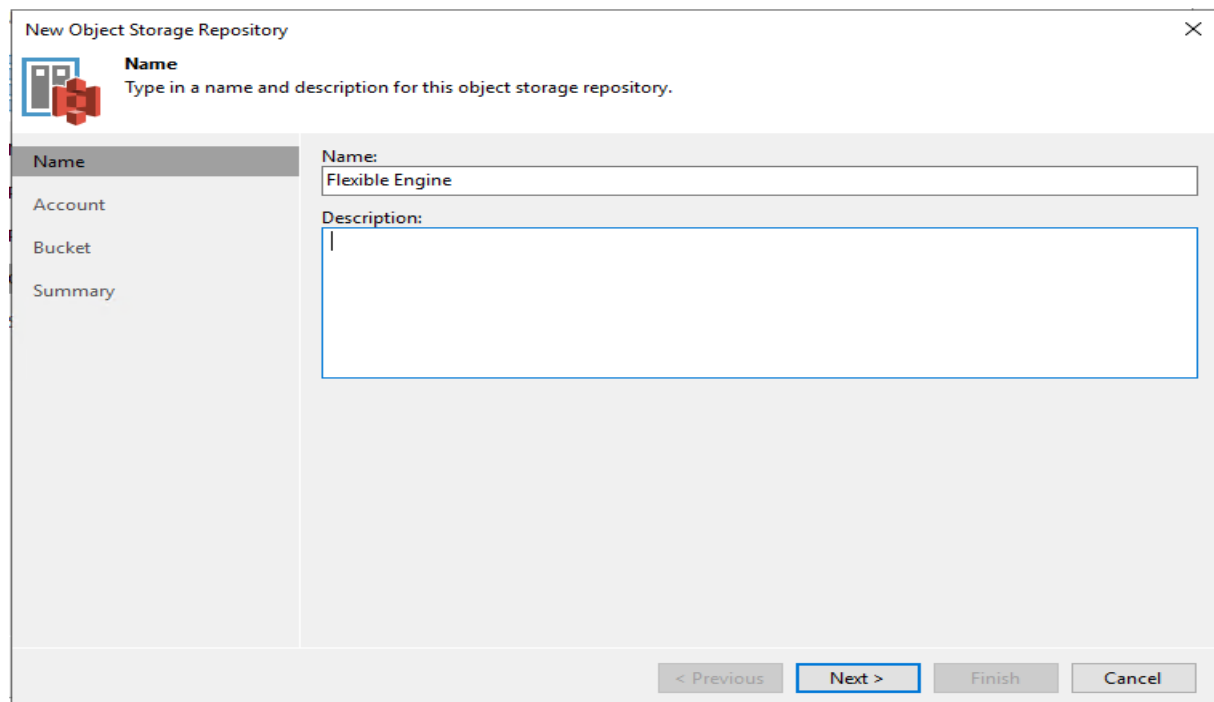 New Object Storage Repository
Name
Type in a name and description for this object storage repository.
Name
Account
Bucket
Summary
Name:
Flexible Engine
Description:
< Previous
Next >
Finish
Cancel